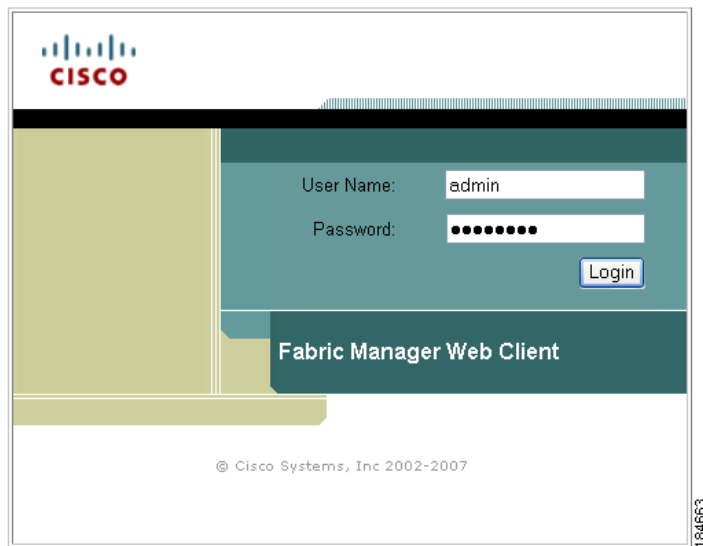 CISCO
User Name: admin
Password: ••••••••
Login
Fabric Manager Web Client
© Cisco Systems, Inc 2002-2007
184663